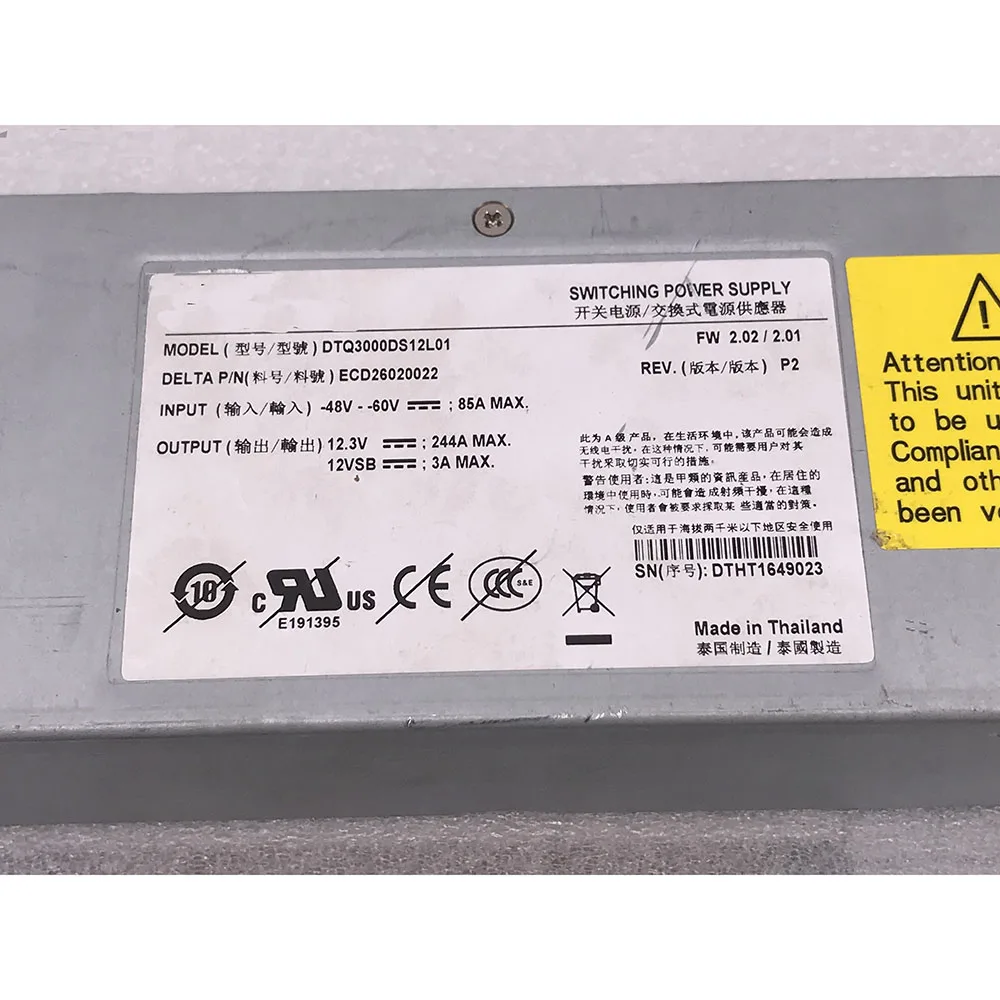 SWITCHING POWER SUPPLY
开关电源/交換式電源供應器
MODEL (型号/型號) DTQ3000DS12L01
FW 2.02 / 2.01
DELTA P/N(料号/料號) ECD26020022
REV. (版本/版本) P2
INPUT (输入/輸入) -48V - -60V ⎓ ; 85A MAX.
OUTPUT (输出/輸出) 12.3V ⎓ ; 244A MAX.
12VSB ⎓ ; 3A MAX.
此为A级产品，在生活环境中，该产品可能会造成
无线电干扰，在这种情况下，可能需要用户对其
干扰采取切实可行的措施。
警告使用者：這是甲類的資訊産品，在居住的
環境中使用時，可能會造成射頻干擾，在這種
情况下，使用者會被要求採取某些適當的對策。
仅适用于海拔两千米以下地区安全使用
SN(序号): DTHT1649023
10
c RU US
E191395
CE
CCC S&E
Made in Thailand
泰国制造 / 泰國製造
Attention
This unit
to be u
Complian
and oth
been ve